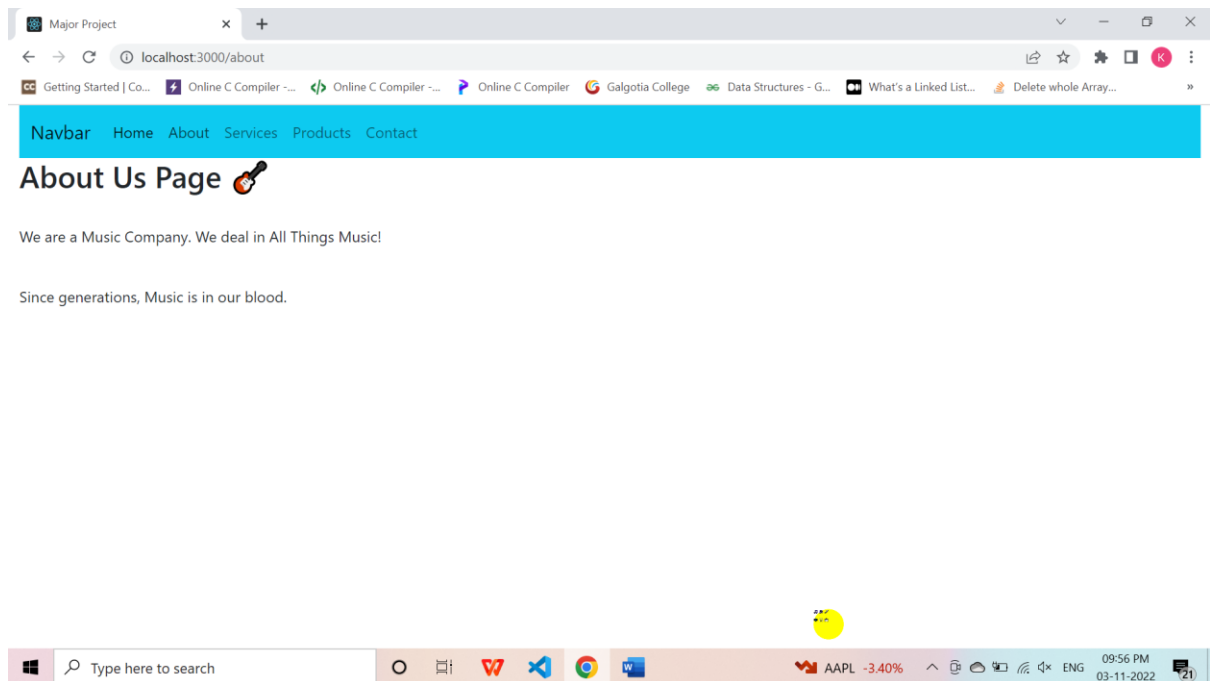 Major Project
localhost:3000/about
K
Getting Started | Co... Online C Compiler -... Online C Compiler -... Online C Compiler Galgotia College Data Structures - G... What's a Linked List... Delete whole Array... »
Navbar Home About Services Products Contact
About Us Page
We are a Music Company. We deal in All Things Music!
Since generations, Music is in our blood.
Type here to search
AAPL -3.40%
ENG
09:56 PM
03-11-2022
21